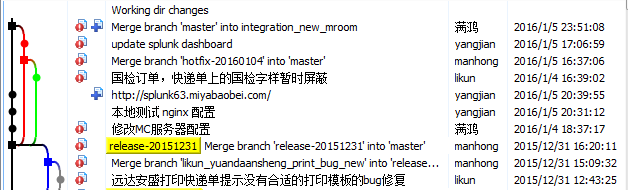 Working dir changes
Merge branch 'master' into integration_new_mroom 满鸿 2016/1/5 23:51:08
update splunk dashboard yangjian 2016/1/5 17:06:59
Merge branch 'hotfix-20160104' into 'master' manhong 2016/1/5 16:37:06
国检订单，快递单上的国检字样暂时屏蔽 likun 2016/1/4 16:39:02
http://splunk63.miyabaobei.com/ yangjian 2016/1/5 20:39:55
本地测试 nginx 配置 yangjian 2016/1/5 20:31:12
修改MC服务器配置 满鸿 2016/1/4 18:37:17
release-20151231 Merge branch 'release-20151231' into 'master' manhong 2015/12/31 16:20:11
Merge branch 'likun_yuandaansheng_print_bug_new' into 'release... manhong 2015/12/31 15:09:32
远达安盛打印快递单提示没有合适的打印模板的bug修复 likun 2015/12/31 12:43:25